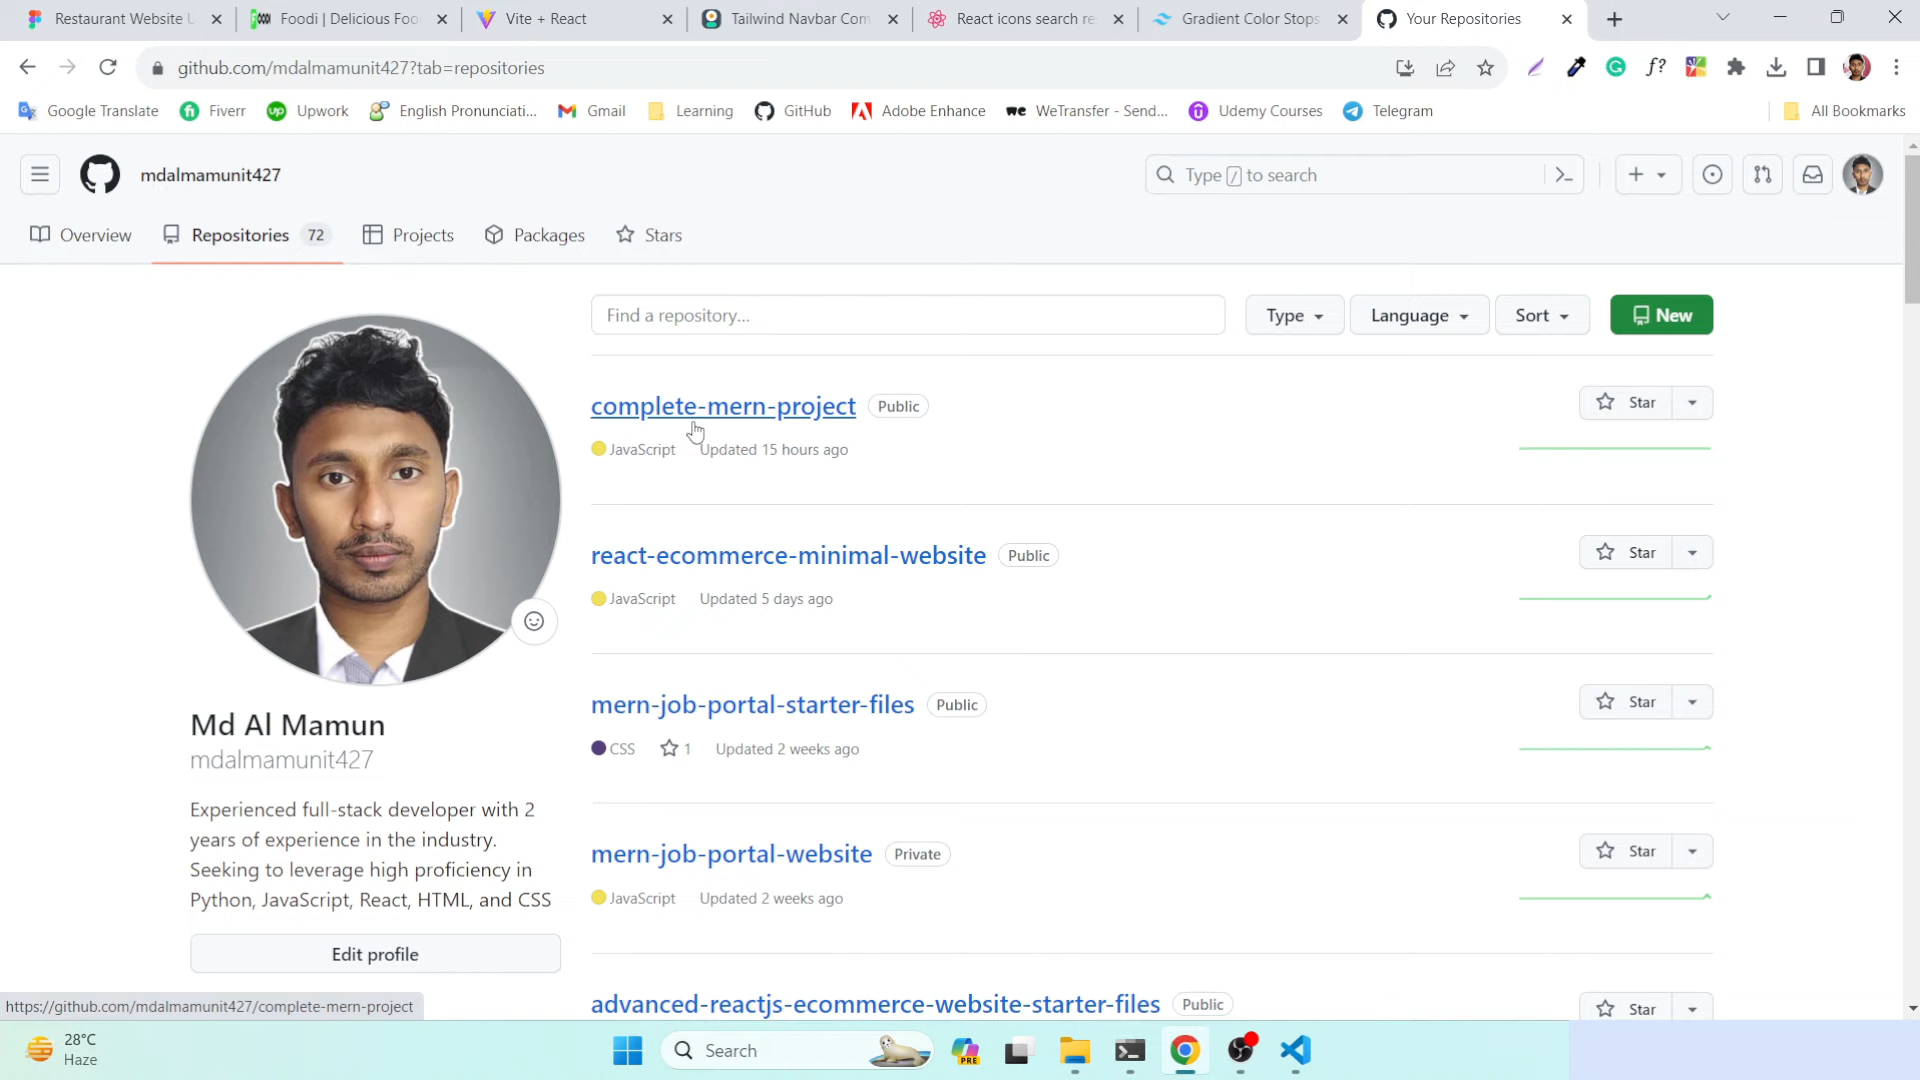 Restaurant Website U
Foodi | Delicious Foo
Vite + React
Tailwind Navbar Com
React icons search re
Gradient Color Stops
Your Repositories
github.com/mdalmamunit427?tab=repositories
f?
Google Translate
Fiverr
up Upwork
English Pronunciati...
Gmail
Learning
GitHub
Adobe Enhance
we WeTransfer - Send...
Udemy Courses
Telegram
All Bookmarks
mdalmamunit427
Type / to search
Overview
Repositories 72
Projects
Packages
Stars
Find a repository...
Type
Language
Sort
New
complete-mern-project Public
Star
JavaScript Updated 15 hours ago
react-ecommerce-minimal-website Public
Star
JavaScript Updated 5 days ago
mern-job-portal-starter-files Public
Star
CSS 1 Updated 2 weeks ago
mern-job-portal-website Private
Star
JavaScript Updated 2 weeks ago
advanced-reactjs-ecommerce-website-starter-files Public
Star
Md Al Mamun
mdalmamunit427
Experienced full-stack developer with 2
years of experience in the industry.
Seeking to leverage high proficiency in
Python, JavaScript, React, HTML, and CSS
Edit profile
https://github.com/mdalmamunit427/complete-mern-project
28°C
Haze
Search
PRE